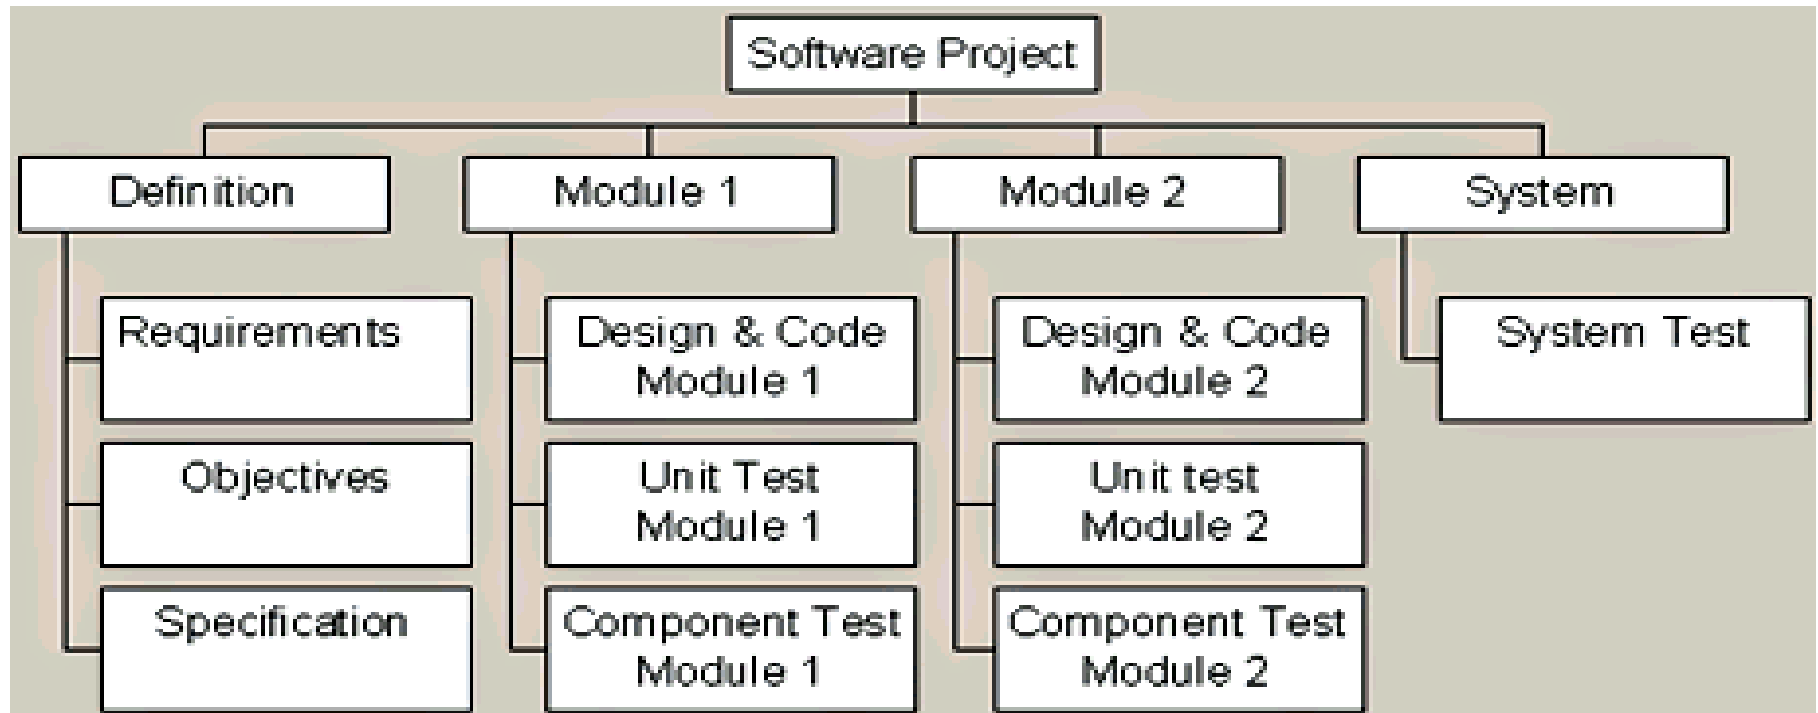 Software Project
Definition
Module 1
Module 2
System
Requirements
Design & Code
Module 1
Design & Code
Module 2
System Test
Objectives
Unit Test
Module 1
Unit test
Module 2
Specification
Component Test
Module 1
Component Test
Module 2